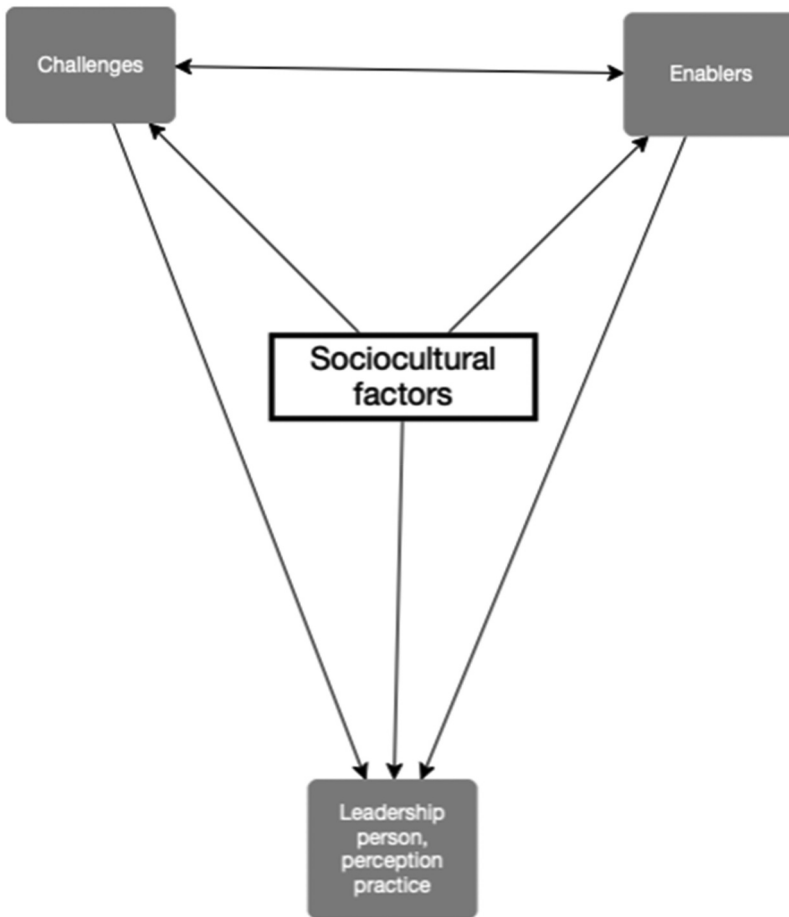 Challenges
Enablers
Sociocultural
factors
Leadership
person,
perception
practice